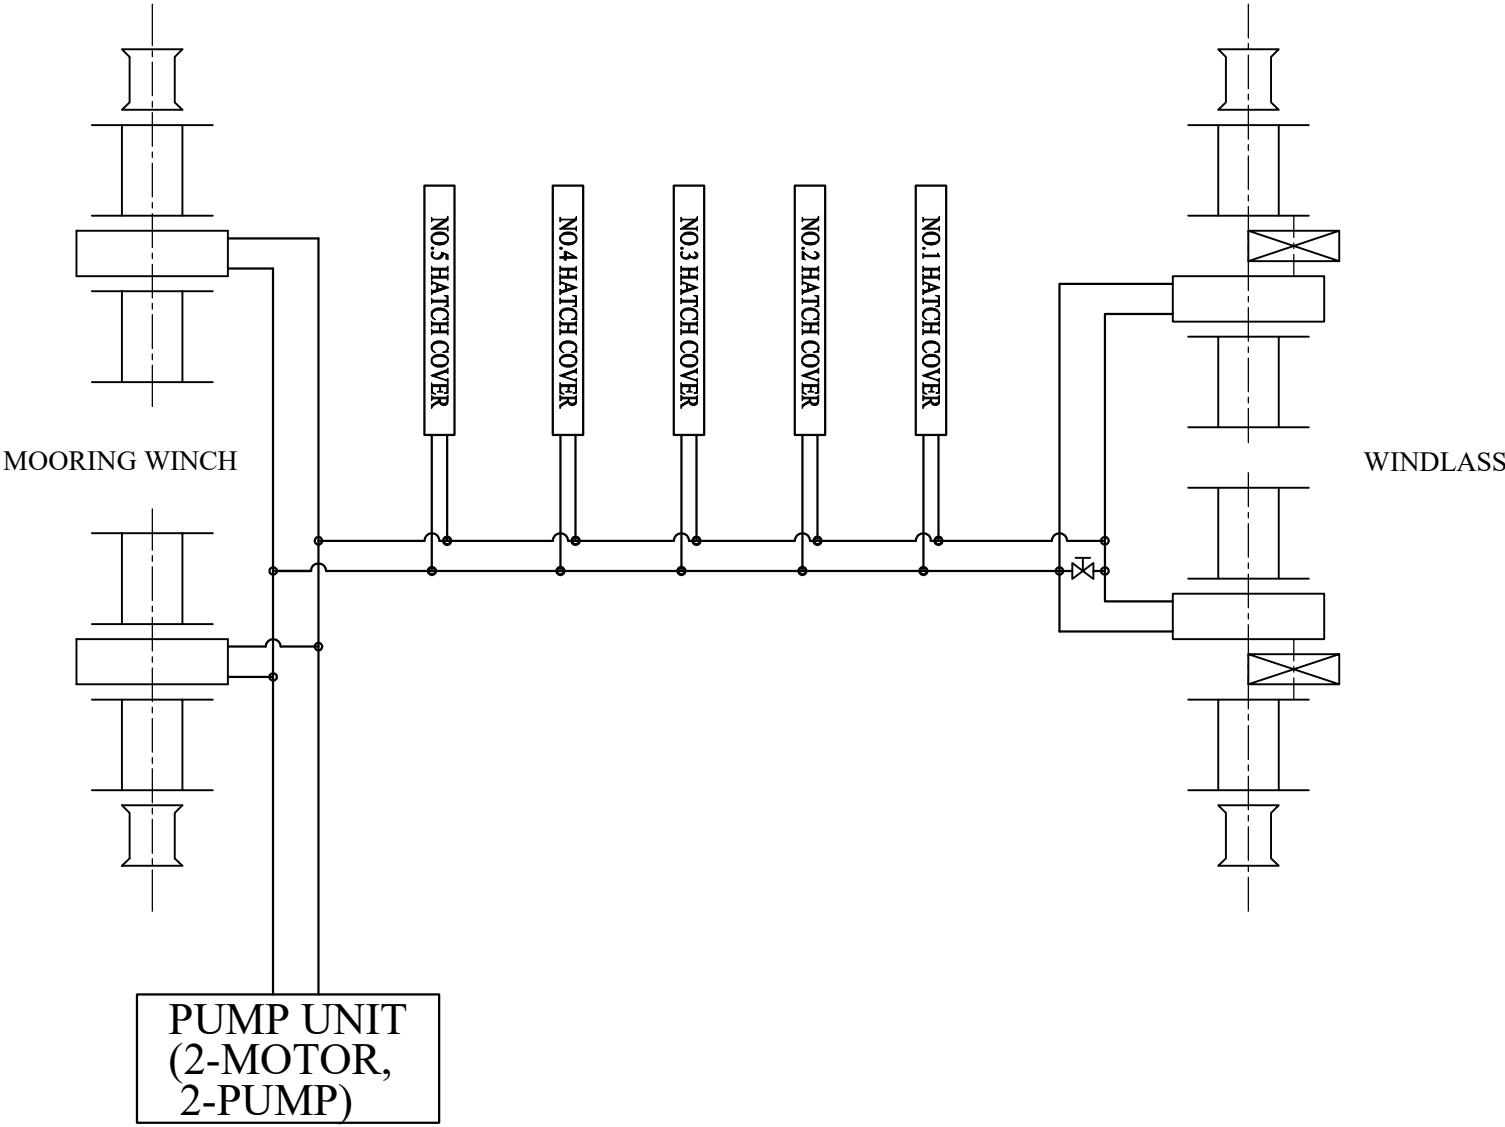 NO.5 HATCH COVER
NO.4 HATCH COVER
NO.3 HATCH COVER
NO.2 HATCH COVER
NO.1 HATCH COVER
MOORING WINCH
WINDLASS
PUMP UNIT
(2-MOTOR,
2-PUMP)